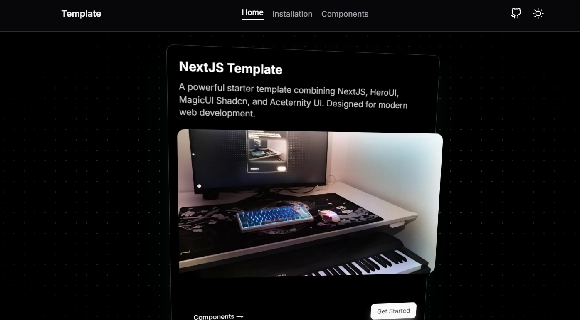 Template
Home Installation Components
NextJS Template
A powerful starter template combining NextJS, HeroUI,
MagicUI Shadcn, and Aceternity UI. Designed for modern
web development.
Components →
Get Started